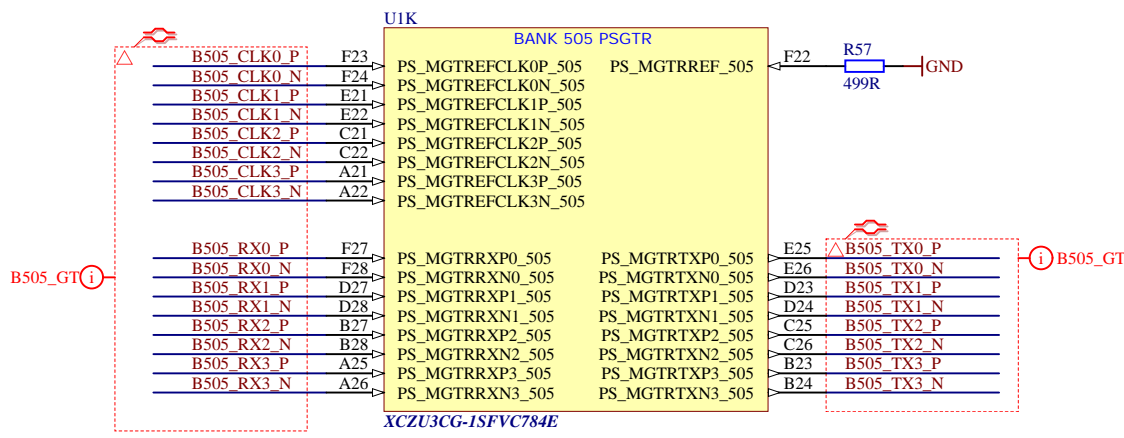 U1K
BANK 505 PSGTR
B505_CLK0_P F23 PS_MGTREFCLK0P_505 PS_MGTRREF_505 F22 R57 499R GND
B505_CLK0_N F24 PS_MGTREFCLK0N_505
B505_CLK1_P E21 PS_MGTREFCLK1P_505
B505_CLK1_N E22 PS_MGTREFCLK1N_505
B505_CLK2_P C21 PS_MGTREFCLK2P_505
B505_CLK2_N C22 PS_MGTREFCLK2N_505
B505_CLK3_P A21 PS_MGTREFCLK3P_505
B505_CLK3_N A22 PS_MGTREFCLK3N_505
B505_RX0_P F27 PS_MGTRRXP0_505 PS_MGTRTXP0_505 E25 B505_TX0_P
B505_GT i B505_RX0_N F28 PS_MGTRRXN0_505 PS_MGTRTXN0_505 E26 B505_TX0_N i B505_GT
B505_RX1_P D27 PS_MGTRRXP1_505 PS_MGTRTXP1_505 D23 B505_TX1_P
B505_RX1_N D28 PS_MGTRRXN1_505 PS_MGTRTXN1_505 D24 B505_TX1_N
B505_RX2_P B27 PS_MGTRRXP2_505 PS_MGTRTXP2_505 C25 B505_TX2_P
B505_RX2_N B28 PS_MGTRRXN2_505 PS_MGTRTXN2_505 C26 B505_TX2_N
B505_RX3_P A25 PS_MGTRRXP3_505 PS_MGTRTXP3_505 B23 B505_TX3_P
B505_RX3_N A26 PS_MGTRRXN3_505 PS_MGTRTXN3_505 B24 B505_TX3_N
XCZU3CG-1SFVC784E